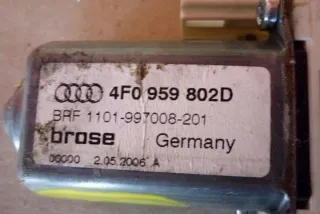 4F0 959 802D
BRF 1101-997008-201
brose Germany
00000 2.05.2006 A